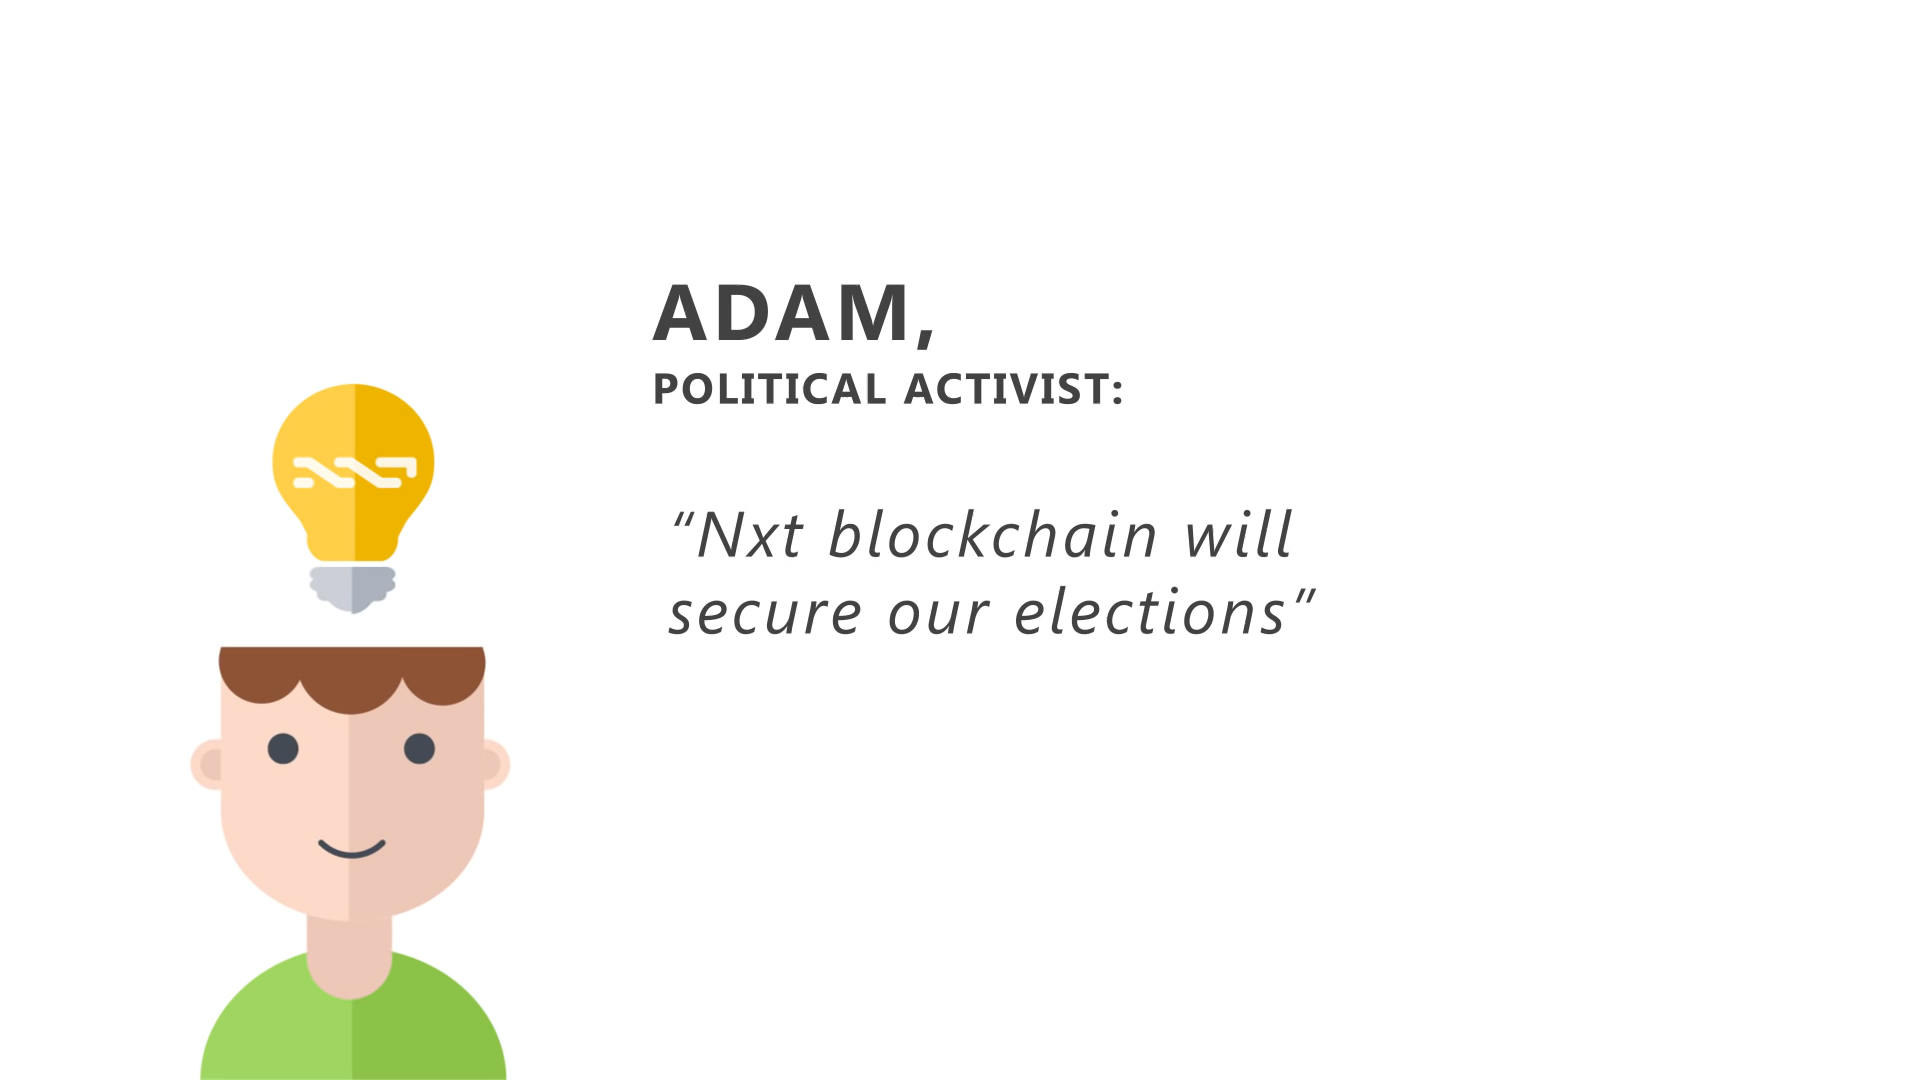 ADAM,
POLITICAL ACTIVIST:
“Nxt blockchain will
secure our elections”